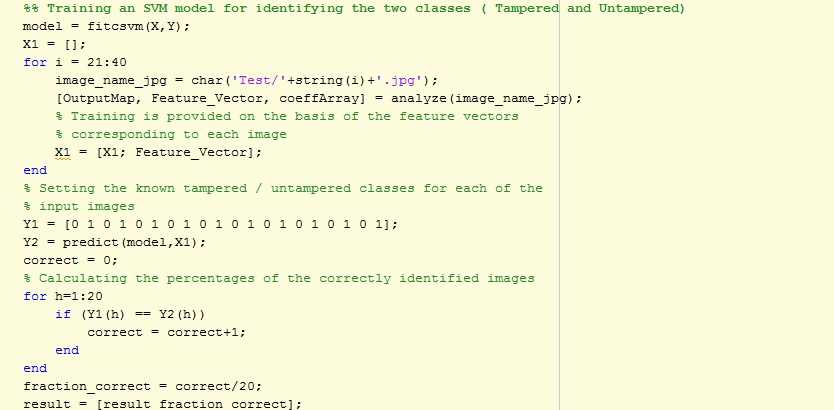 %% Training an SVM model for identifying the two classes ( Tampered and Untampered)
model = fitcsvm(X,Y);
X1 = [];
for i = 21:40
    image_name_jpg = char('Test/'+string(i)+'.jpg');
    [OutputMap, Feature_Vector, coeffArray] = analyze(image_name_jpg);
    % Training is provided on the basis of the feature vectors
    % corresponding to each image
    X1 = [X1; Feature_Vector];
end
% Setting the known tampered / untampered classes for each of the
% input images
Y1 = [0 1 0 1 0 1 0 1 0 1 0 1 0 1 0 1 0 1 0 1];
Y2 = predict(model,X1);
correct = 0;
% Calculating the percentages of the correctly identified images
for h=1:20
    if (Y1(h) == Y2(h))
        correct = correct+1;
    end
end
fraction_correct = correct/20;
result = [result fraction_correct];